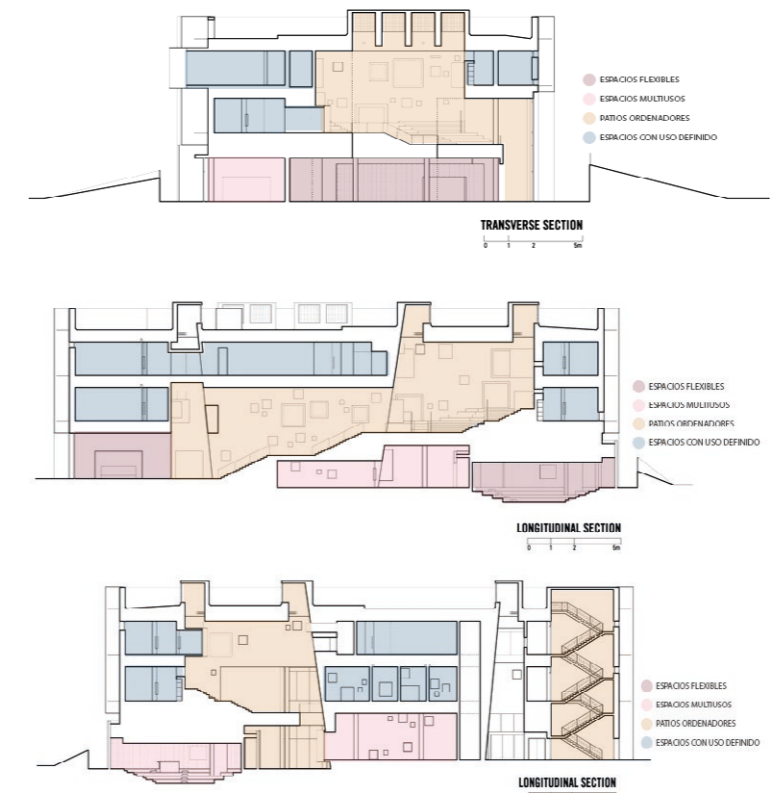 ESPACIOS FLEXIBLES
ESPACIOS MULTIUSOS
PATIOS ORDENADORES
ESPACIOS CON USO DEFINIDO
TRANSVERSE SECTION
0 1 2 5m
ESPACIOS FLEXIBLES
ESPACIOS MULTIUSOS
PATIOS ORDENADORES
ESPACIOS CON USO DEFINIDO
LONGITUDINAL SECTION
0 1 2 5m
ESPACIOS FLEXIBLES
ESPACIOS MULTIUSOS
PATIOS ORDENADORES
ESPACIOS CON USO DEFINIDO
LONGITUDINAL SECTION